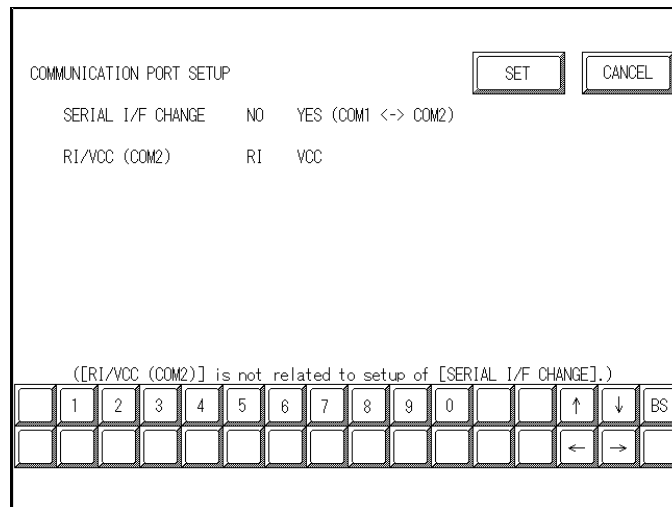 COMMUNICATION PORT SETUP SET CANCEL
SERIAL I/F CHANGE NO YES (COM1 <-> COM2)
RI/VCC (COM2) RI VCC
([RI/VCC (COM2)] is not related to setup of [SERIAL I/F CHANGE].)
1 2 3 4 5 6 7 8 9 0 ↑ ↓ BS
← →